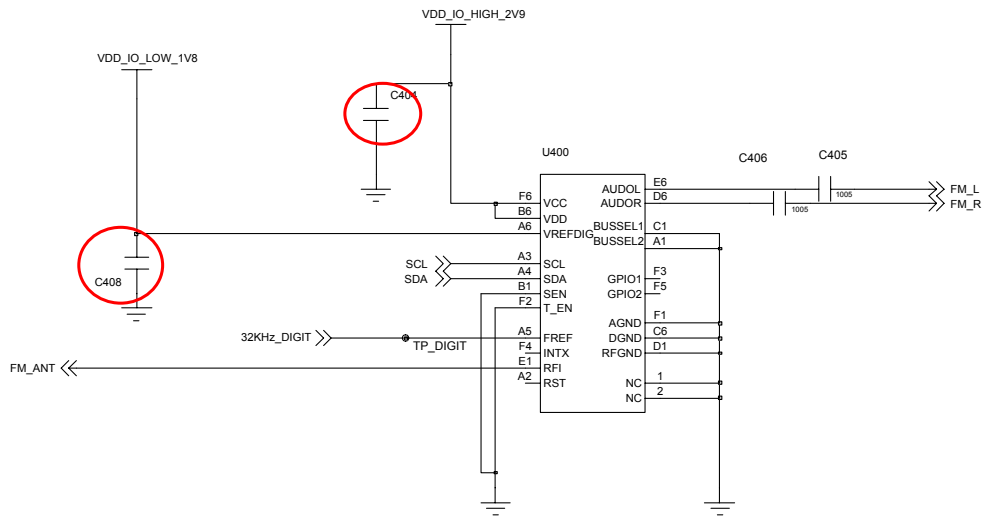 VDD_IO_HIGH_2V9
VDD_IO_LOW_1V8
C404
U400
C406
C405
1005
1005
FM_L
FM_R
C408
F6 VCC
B6 VDD
A6 VREFDIG
SCL A3 SCL
SDA A4 SDA
B1 SEN
F2 T_EN
32KHz_DIGIT TP_DIGIT A5 FREF
F4 INTX
FM_ANT E1 RFI
A2 RST
AUDOL E6
AUDOR D6
BUSSEL1 C1
BUSSEL2 A1
GPIO1 F3
GPIO2 F5
AGND F1
DGND C6
RFGND D1
NC 1
NC 2